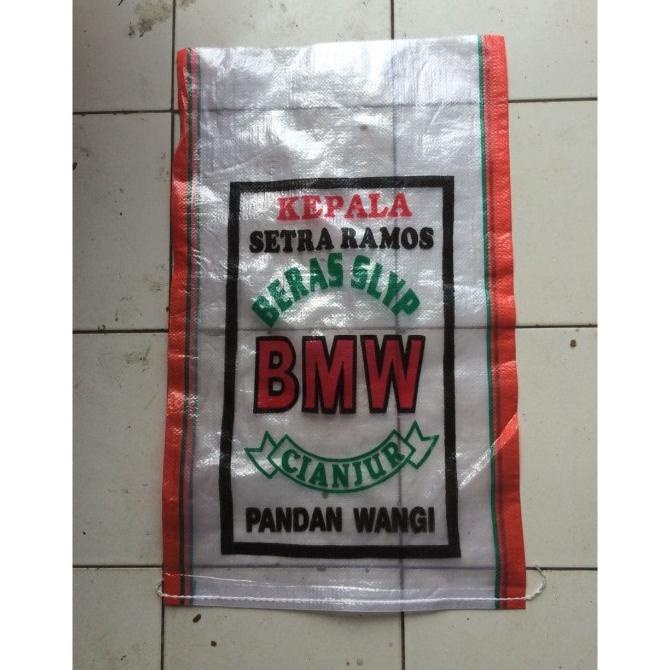 KEPALA
SETRA RAMOS
BERAS SLYP
BMW
CIANJUR
PANDAN WANGI